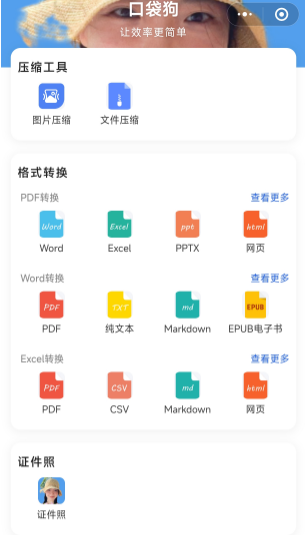 口袋狗
让效率更简单
压缩工具
图片压缩 文件压缩
格式转换
PDF转换 查看更多
Word Excel ppt html
Word Excel PPTX 网页
Word转换 查看更多
PDF TXT md EPUB
PDF 纯文本 Markdown EPUB电子书
Excel转换 查看更多
PDF CSV md html
PDF CSV Markdown 网页
证件照
证件照